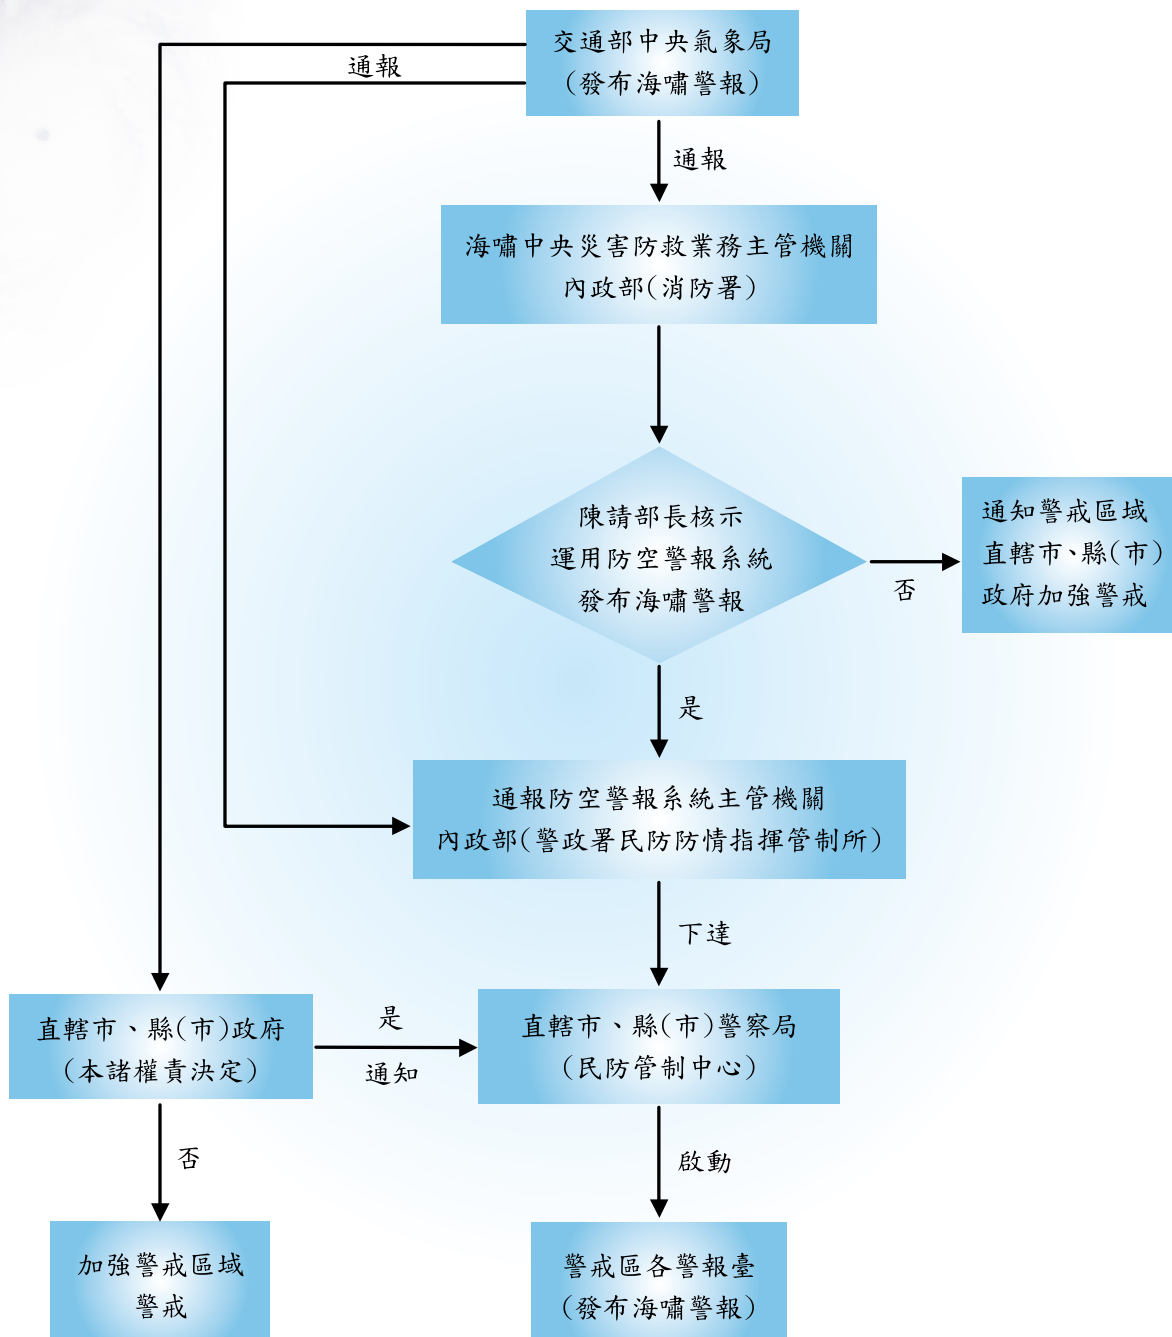 交通部中央氣象局
(發布海嘯警報)
通報
通報
海嘯中央災害防救業務主管機關
內政部(消防署)
陳請部長核示
運用防空警報系統
發布海嘯警報
否
通知警戒區域
直轄市、縣(市)
政府加強警戒
是
通報防空警報系統主管機關
內政部(警政署民防防情指揮管制所)
下達
直轄市、縣(市)政府
(本諸權責決定)
是
通知
直轄市、縣(市)警察局
(民防管制中心)
否
啟動
加強警戒區域
警戒
警戒區各警報臺
(發布海嘯警報)